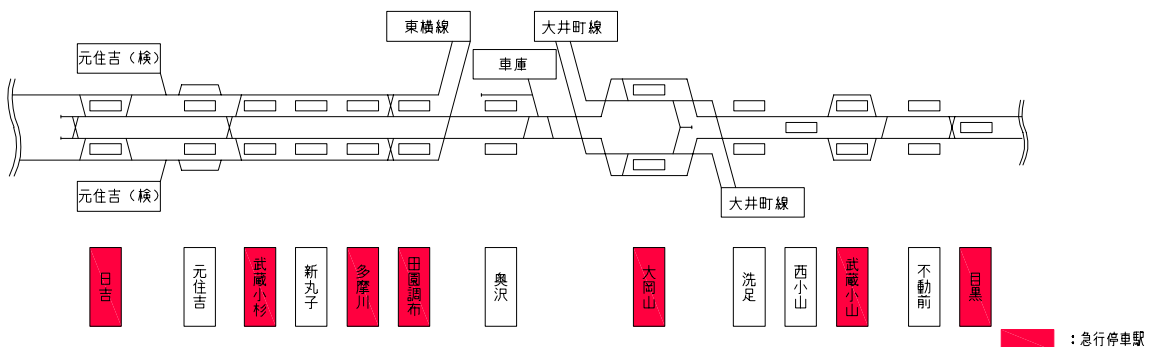 東横線
大井町線
元住吉（検）
車庫
元住吉（検）
大井町線
日吉
元住吉
武蔵小杉
新丸子
多摩川
田園調布
奥沢
大岡山
洗足
西小山
武蔵小山
不動前
目黒
：急行停車駅